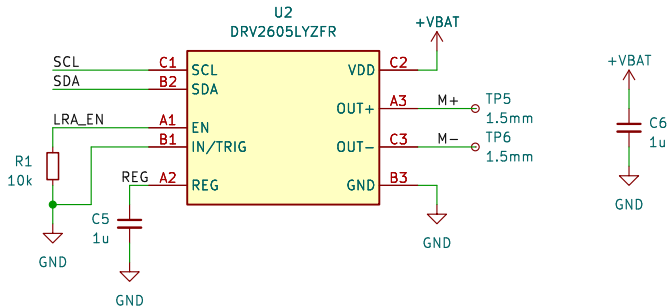 U2
DRV2605LYZFR
+VBAT
SCL C1 SCL VDD C2
SDA B2 SDA
+VBAT
OUT+ A3 M+ TP5
1.5mm
LRA_EN A1 EN
C6
1u
B1 IN/TRIG OUT- C3 M- TP6
1.5mm
R1
10k
REG A2 REG GND B3
C5
1u
GND
GND
GND
GND